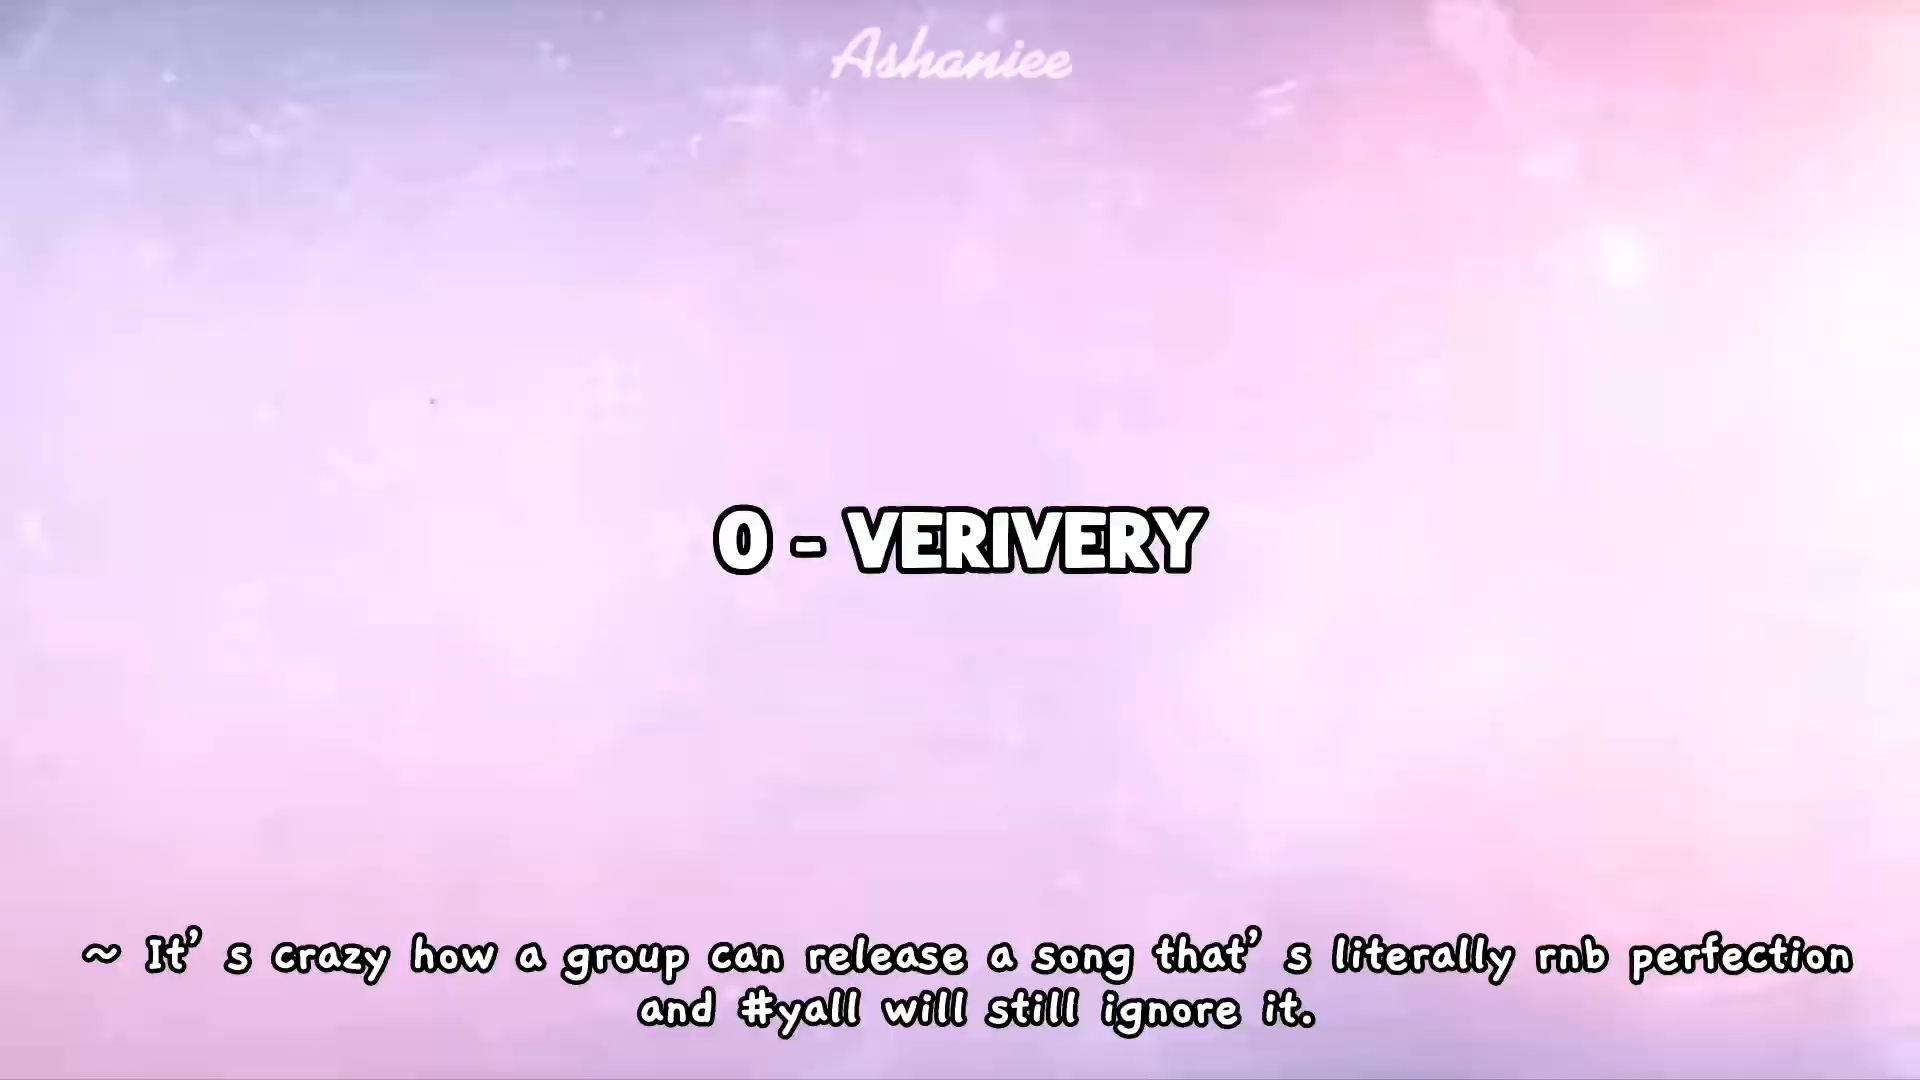 Ashaniee
O - VERIVERY
~ It's crazy how a group can release a song that's literally rnb perfection
and #yall will still ignore it.